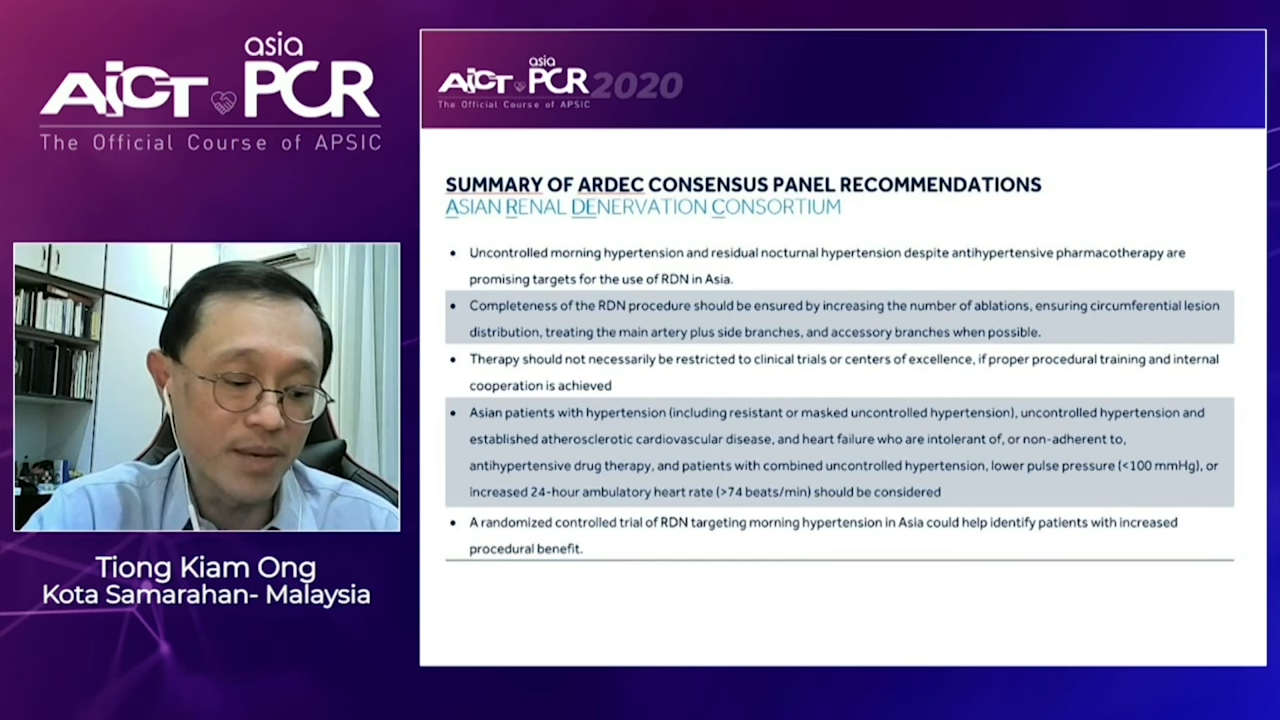 asia
AICT PCR
The Official Course of APSIC
Tiong Kiam Ong
Kota Samarahan- Malaysia
asia
AICT PCR 2020
The Official Course of APSIC
SUMMARY OF ARDEC CONSENSUS PANEL RECOMMENDATIONS
ASIAN RENAL DENERVATION CONSORTIUM
• Uncontrolled morning hypertension and residual nocturnal hypertension despite antihypertensive pharmacotherapy are
promising targets for the use of RDN in Asia.
• Completeness of the RDN procedure should be ensured by increasing the number of ablations, ensuring circumferential lesion
distribution, treating the main artery plus side branches, and accessory branches when possible.
• Therapy should not necessarily be restricted to clinical trials or centers of excellence, if proper procedural training and internal
cooperation is achieved
• Asian patients with hypertension (including resistant or masked uncontrolled hypertension), uncontrolled hypertension and
established atherosclerotic cardiovascular disease, and heart failure who are intolerant of, or non-adherent to,
antihypertensive drug therapy, and patients with combined uncontrolled hypertension, lower pulse pressure (<100 mmHg), or
increased 24-hour ambulatory heart rate (>74 beats/min) should be considered
• A randomized controlled trial of RDN targeting morning hypertension in Asia could help identify patients with increased
procedural benefit.